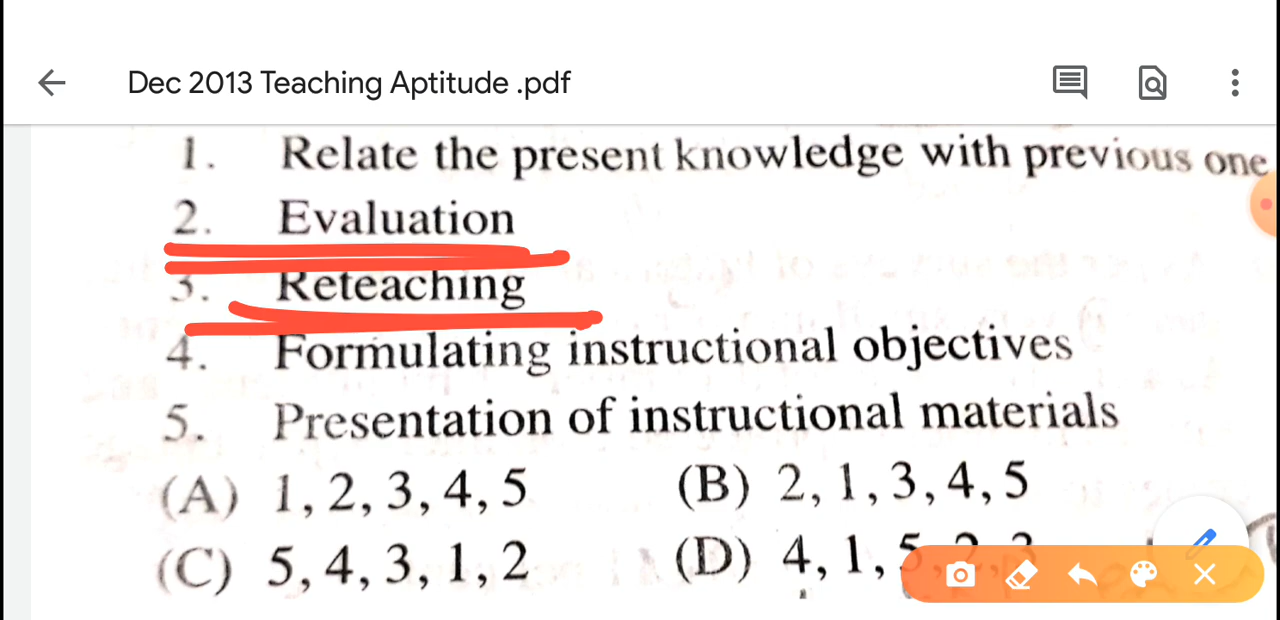 Dec 2013 Teaching Aptitude .pdf
1. Relate the present knowledge with previous one
2. Evaluation
3. Reteaching
4. Formulating instructional objectives
5. Presentation of instructional materials
(A) 1, 2, 3, 4, 5 (B) 2, 1, 3, 4, 5
(C) 5, 4, 3, 1, 2 (D) 4, 1, 5